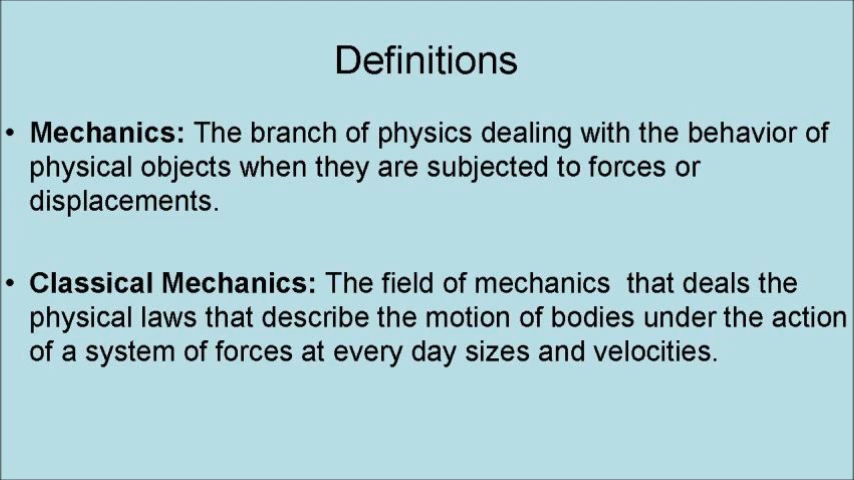 Definitions
• Mechanics: The branch of physics dealing with the behavior of
physical objects when they are subjected to forces or
displacements.
• Classical Mechanics: The field of mechanics  that deals the
physical laws that describe the motion of bodies under the action
of a system of forces at every day sizes and velocities.